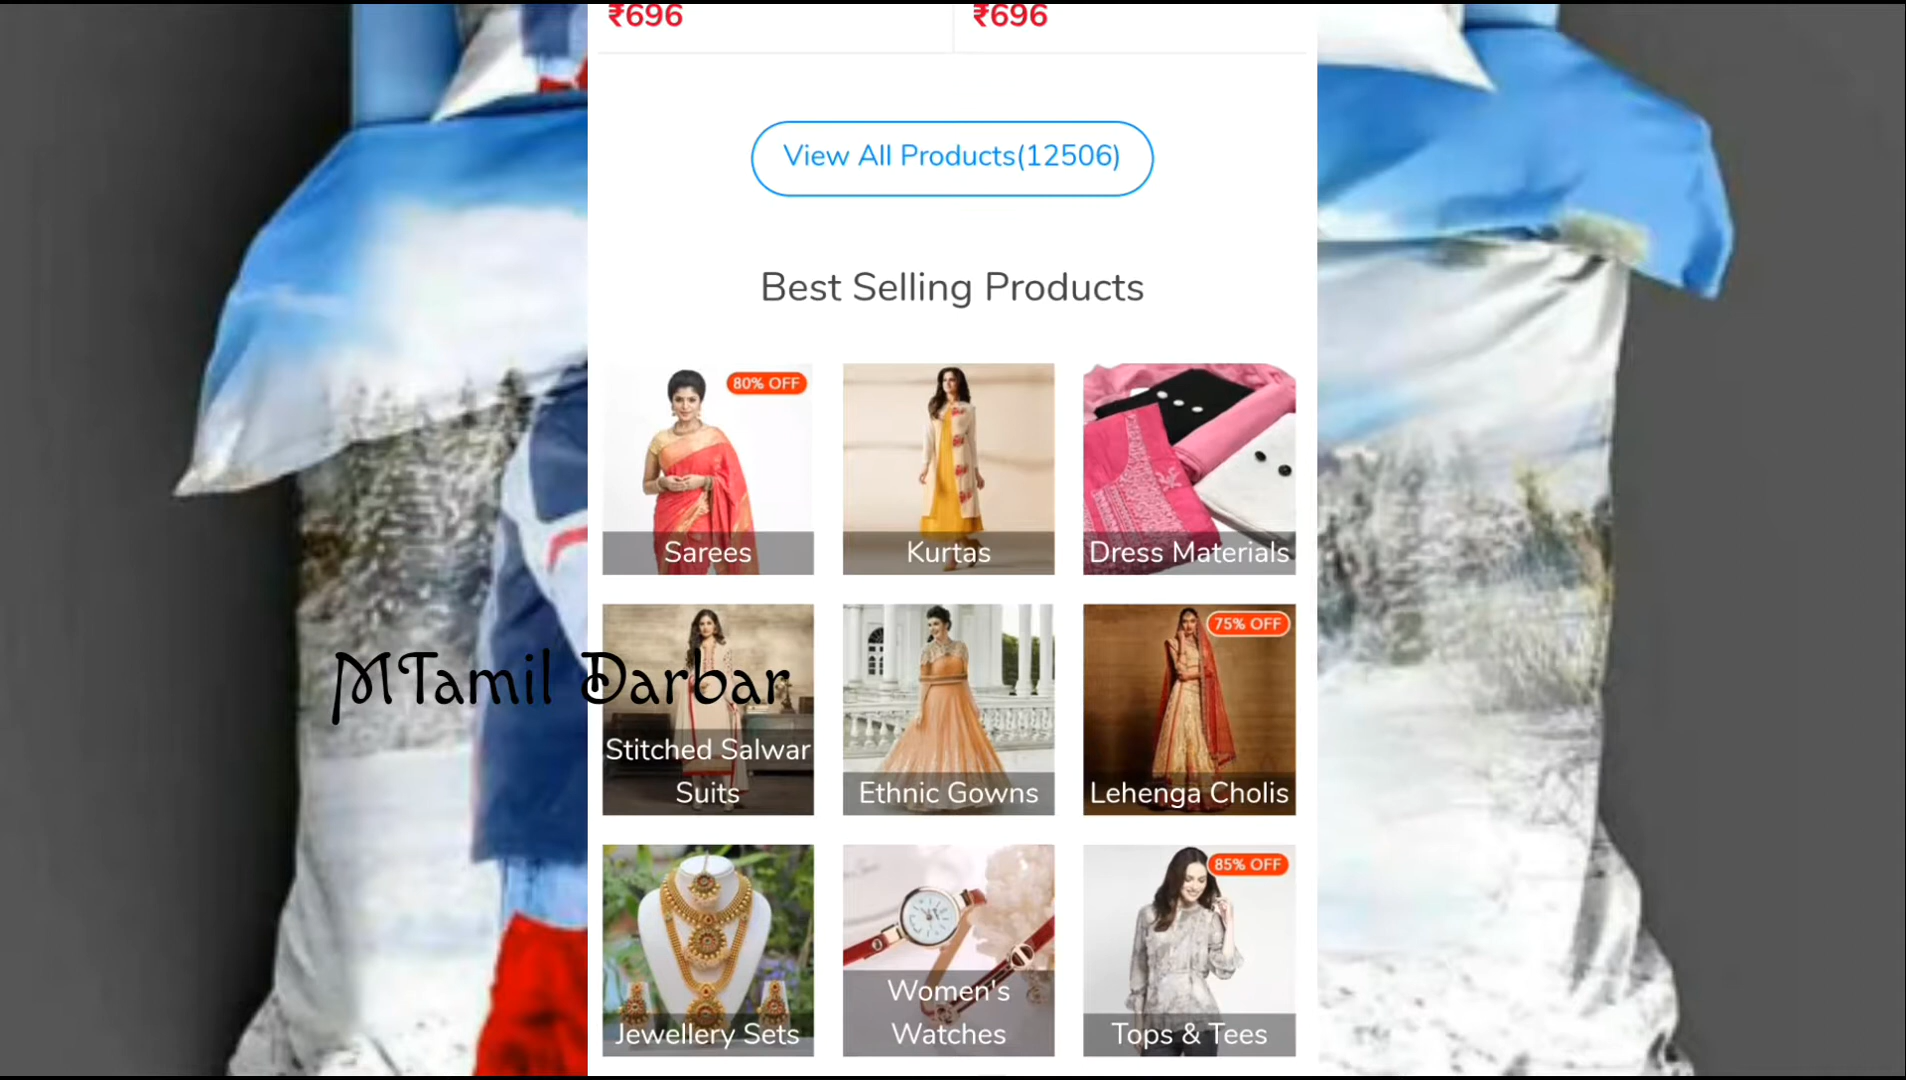 ₹696
₹696
View All Products(12506)
Best Selling Products
80% OFF
Sarees
Kurtas
Dress Materials
75% OFF
MTamil Darbar
Stitched Salwar
Suits
Ethnic Gowns
Lehenga Cholis
85% OFF
Jewellery Sets
Women's
Watches
Tops & Tees